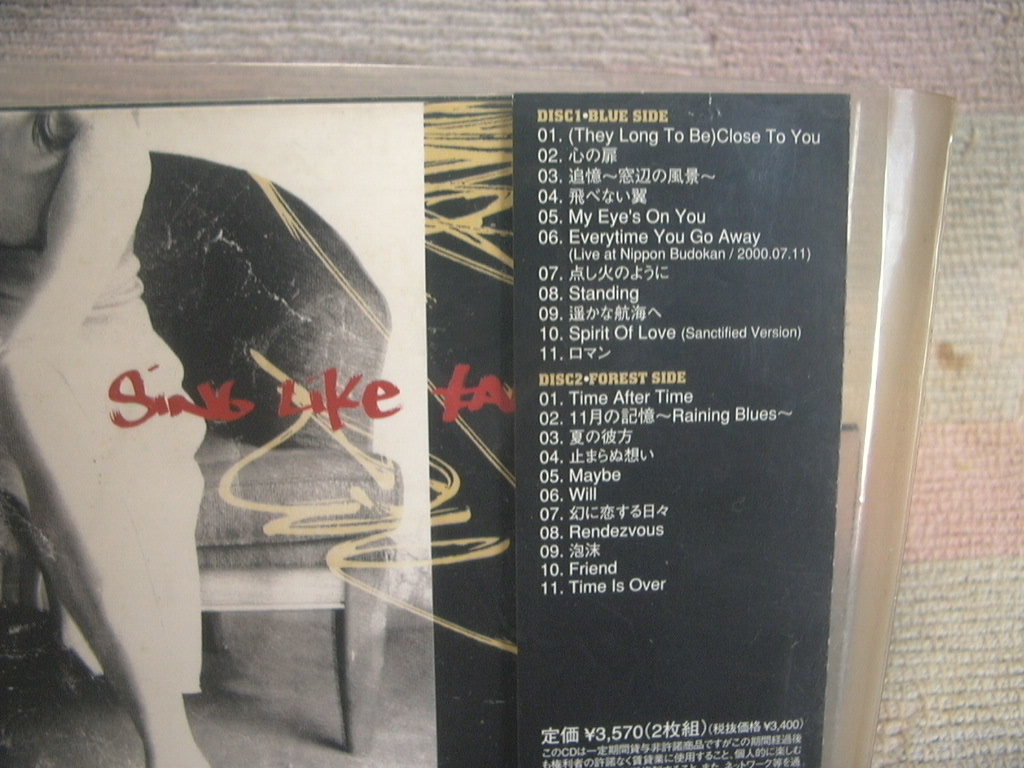 Sing Like ta
DISC1•BLUE SIDE
01. (They Long To Be)Close To You
02. 心の扉
03. 追憶～窓辺の風景～
04. 飛べない翼
05. My Eye's On You
06. Everytime You Go Away
(Live at Nippon Budokan / 2000.07.11)
07. 点し火のように
08. Standing
09. 遥かな航海へ
10. Spirit Of Love (Sanctified Version)
11. ロマン
DISC2•FOREST SIDE
01. Time After Time
02. 11月の記憶～Raining Blues～
03. 夏の彼方
04. 止まらぬ想い
05. Maybe
06. Will
07. 幻に恋する日々
08. Rendezvous
09. 泡沫
10. Friend
11. Time Is Over
定価 ¥3,570(2枚組)(税抜価格 ¥3,400)
このCDは一定期間貸与非許諾商品ですがこの期間経過後
も権利者の許諾なく賃貸業に使用すること、個人的に楽しむ